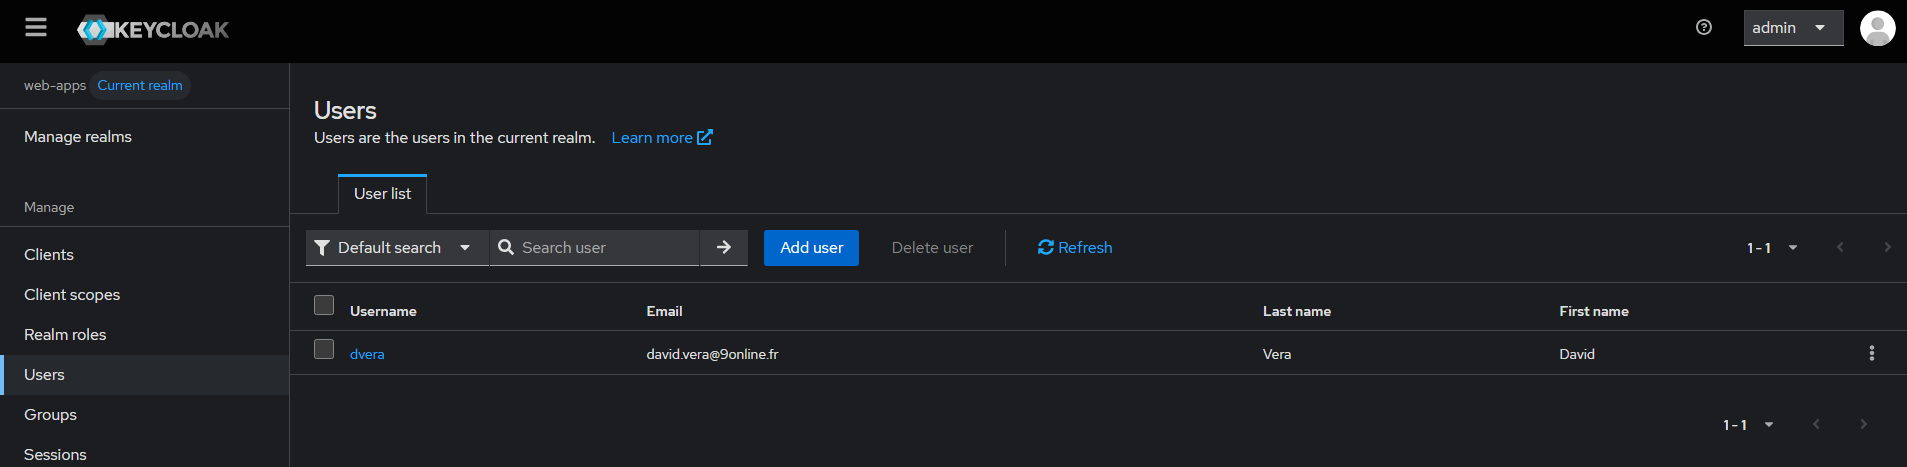 KEYCLOAK
admin
web-apps Current realm
Manage realms
Manage
Clients
Client scopes
Realm roles
Users
Groups
Sessions
Users
Users are the users in the current realm. Learn more
User list
Default search Search user Add user Delete user Refresh 1 - 1
Username Email Last name First name
dvera david.vera@9online.fr Vera David
1 - 1